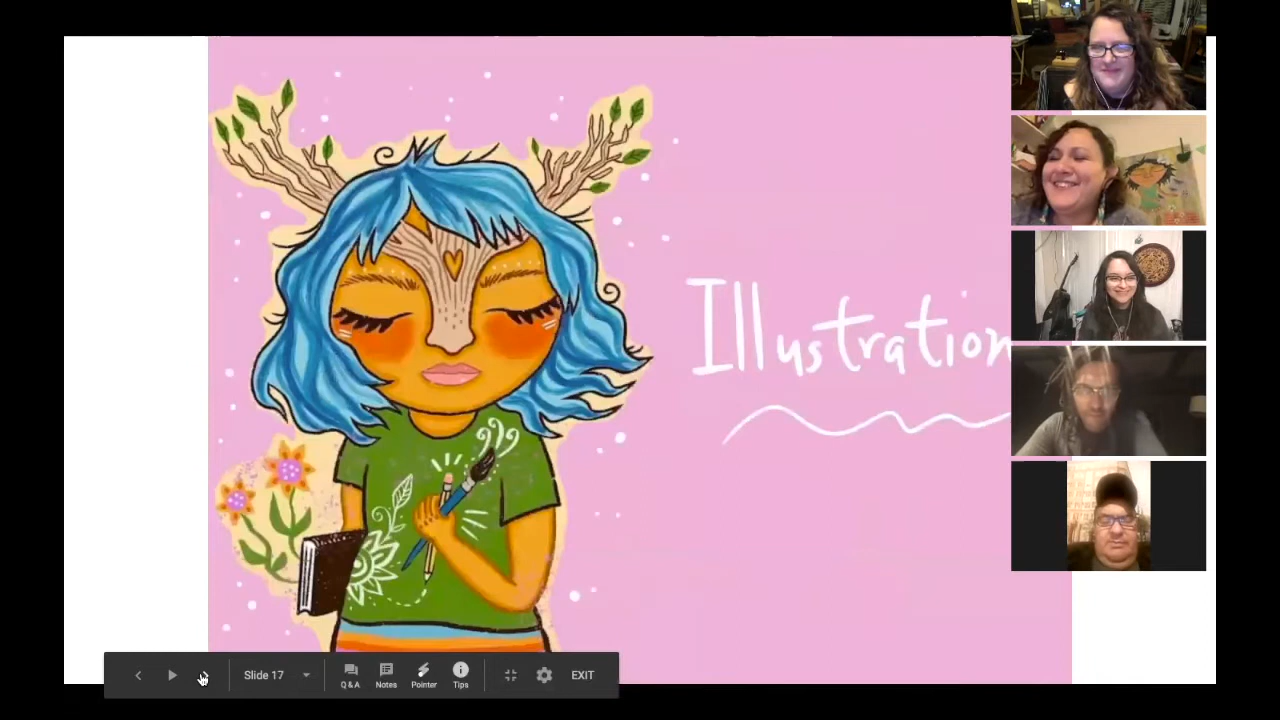 Illustration
Slide 17
Q & A
Notes
Pointer
Tips
EXIT